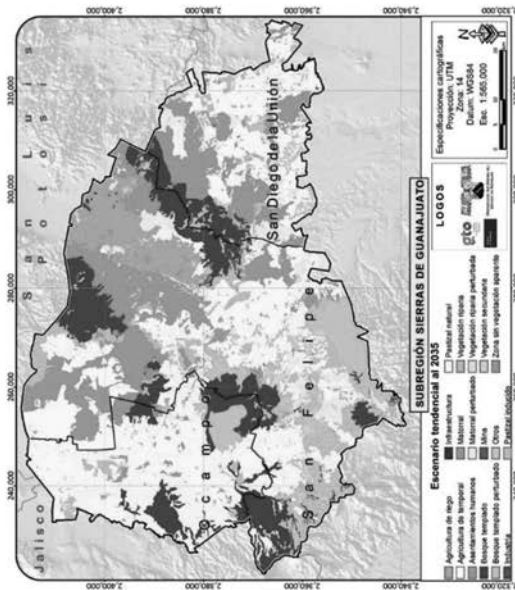 Jalisco
San Luis
Potosí
Ocampo
San Felipe
San Diego de la Unión
240,000
260,000
280,000
300,000
320,000
2,400,000
2,380,000
2,360,000
2,340,000
2,320,000
SUBREGIÓN SIERRAS DE GUANAJUATO
Escenario tendencial al 2035
Agricultura de riego
Agricultura de temporal
Asentamientos humanos
Bosque templado
Bosque templado perturbado
Industria
Infraestructura
Matorral
Matorral perturbado
Mina
Otros
Pastizal inducido
Pastizal natural
Vegetación riparia
Vegetación riparia perturbada
Vegetación secundaria
Zona sin vegetación aparente
LOGOS
gto
Especificaciones cartográficas
Proyección: UTM
Zona: 14
Datum: WGS84
Esc. 1:565,000
N